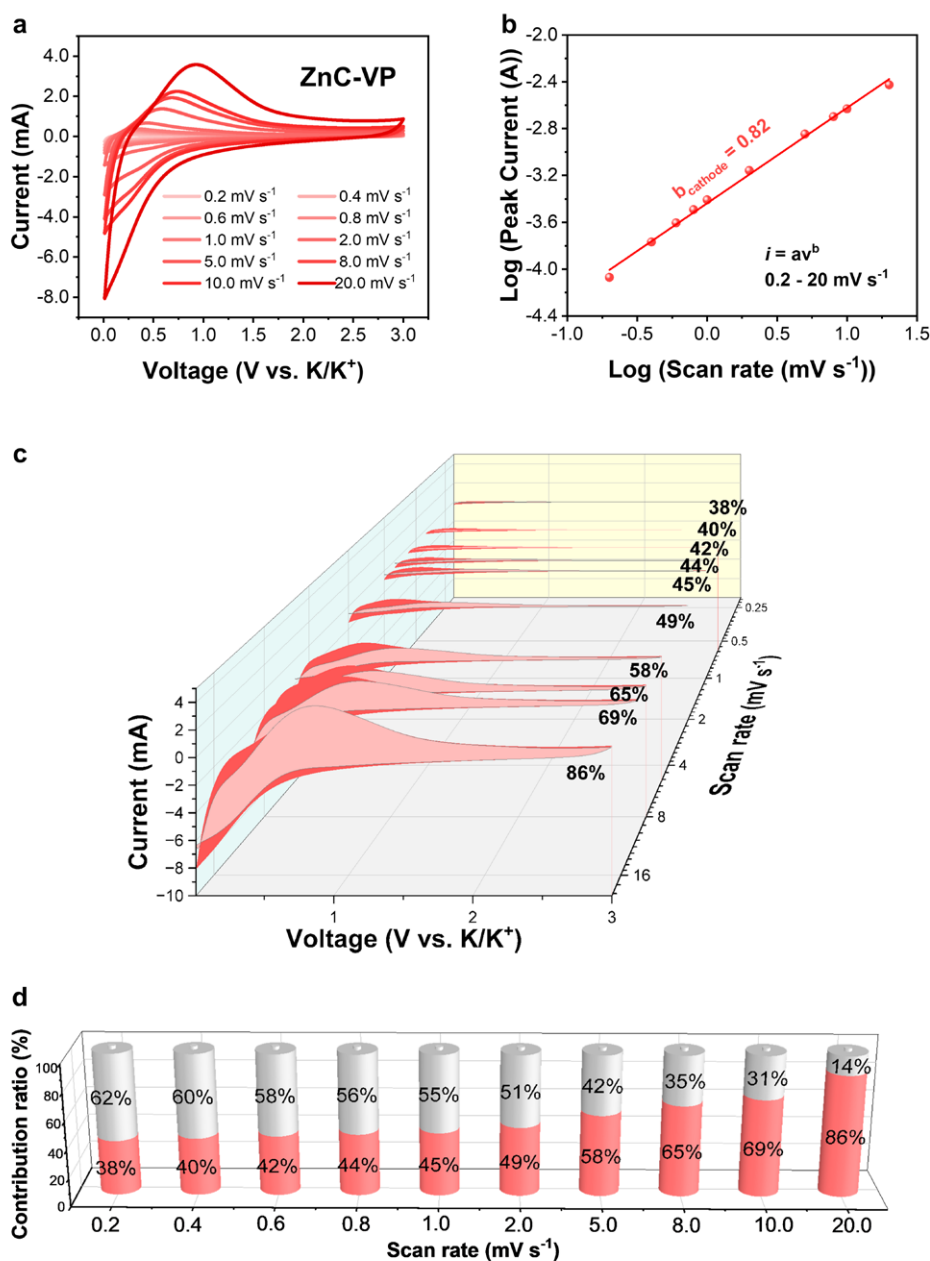 a
ZnC-VP
4.0
2.0
0.0
-2.0
-4.0
-6.0
-8.0
Current (mA)
0.2 mV s⁻¹ 0.4 mV s⁻¹
0.6 mV s⁻¹ 0.8 mV s⁻¹
1.0 mV s⁻¹ 2.0 mV s⁻¹
5.0 mV s⁻¹ 8.0 mV s⁻¹
10.0 mV s⁻¹ 20.0 mV s⁻¹
0.0 0.5 1.0 1.5 2.0 2.5 3.0
Voltage (V vs. K/K⁺)
b
-2.0
-2.4
-2.8
-3.2
-3.6
-4.0
-4.4
Log (Peak Current (A))
b_cathode = 0.82
i = av^b
0.2 - 20 mV s⁻¹
-1.0 -0.5 0.0 0.5 1.0 1.5
Log (Scan rate (mV s⁻¹))
c
38%
40%
42%
44%
45%
49%
58%
65%
69%
86%
0.25
0.5
1
2
4
8
16
Scan rate (mV s⁻¹)
4
2
0
−2
−4
−6
−8
−10
Current (mA)
1 2 3
Voltage (V vs. K/K⁺)
d
Contribution ratio (%)
100
80
60
40
20
0
62% 60% 58% 56% 55% 51% 42% 35% 31% 14%
38% 40% 42% 44% 45% 49% 58% 65% 69% 86%
0.2 0.4 0.6 0.8 1.0 2.0 5.0 8.0 10.0 20.0
Scan rate (mV s⁻¹)